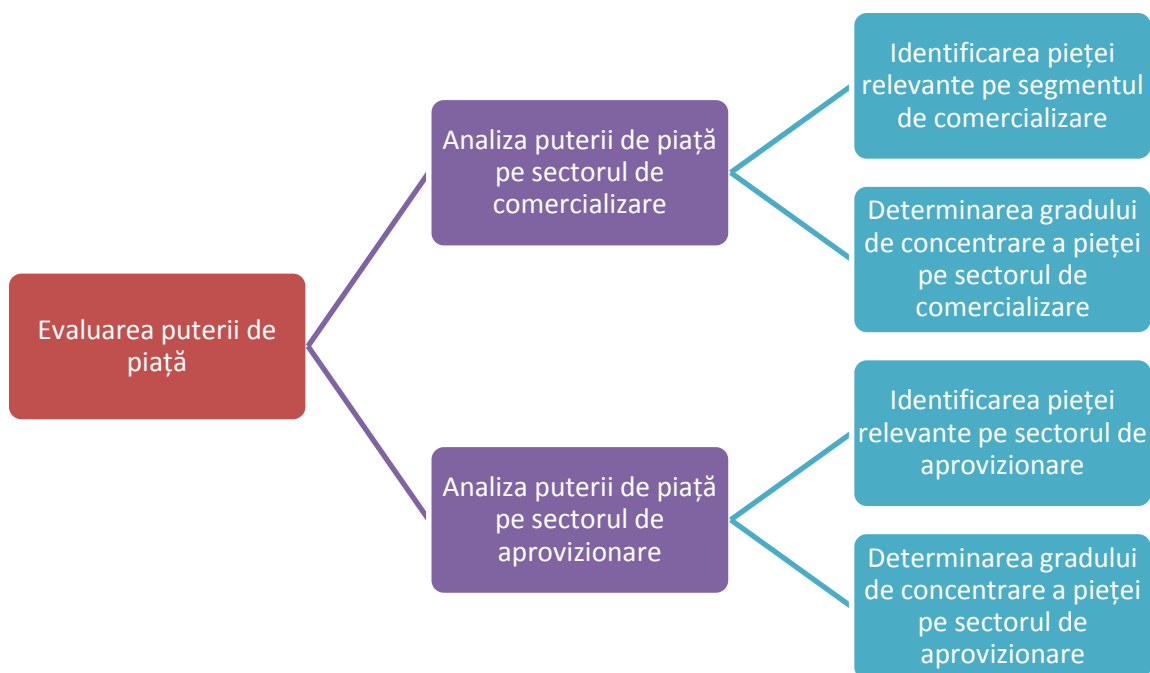 Evaluarea puterii de
piață
Analiza puterii de piață
pe sectorul de
comercializare
Identificarea pieței
relevante pe segmentul
de comercializare
Determinarea gradului
de concentrare a pieței
pe sectorul de
comercializare
Analiza puterii de piață
pe sectorul de
aprovizionare
Identificarea pieței
relevante pe sectorul de
aprovizionare
Determinarea gradului
de concentrare a pieței
pe sectorul de
aprovizionare